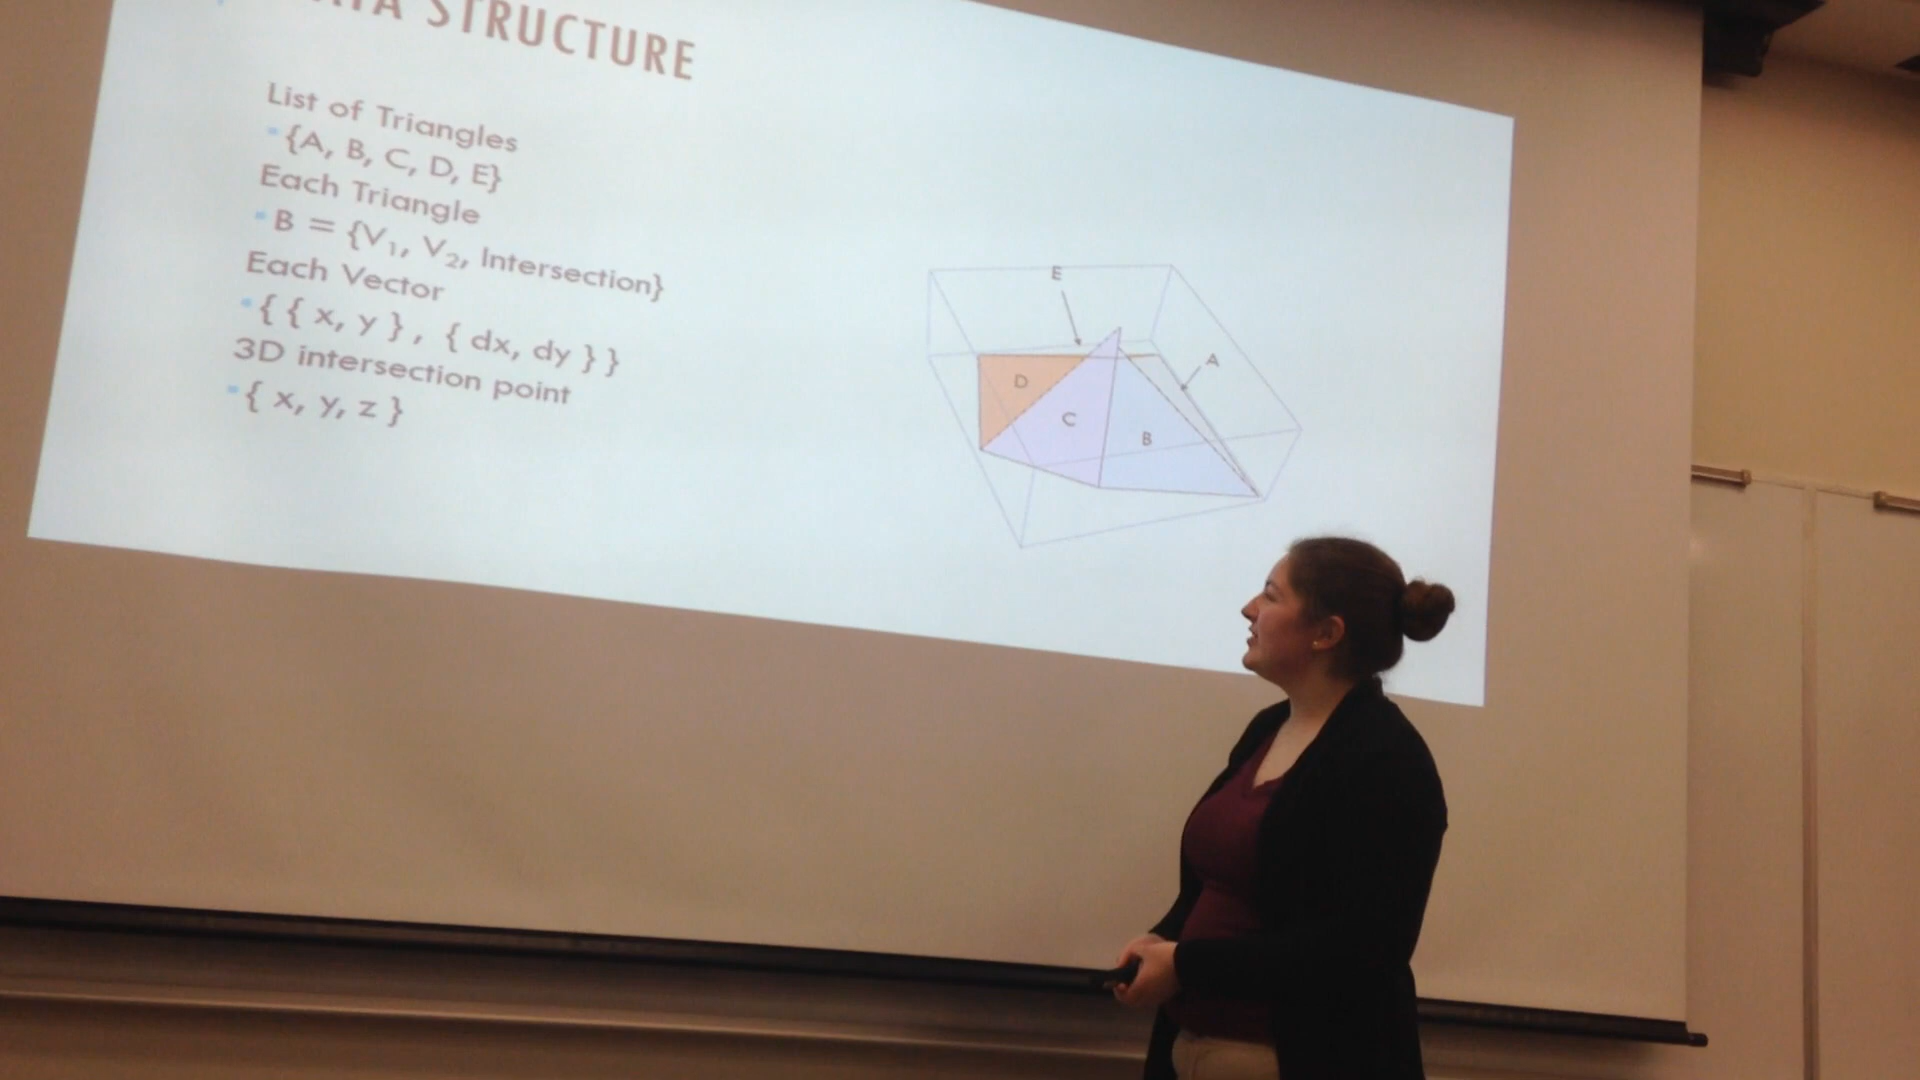 STRUCTURE
List of Triangles
{A, B, C, D, E}
Each Triangle
B = {V₁, V₂, Intersection}
Each Vector
{ { x, y } , { dx, dy } }
3D intersection point
{ x, y, z }
E
A
D
C
B